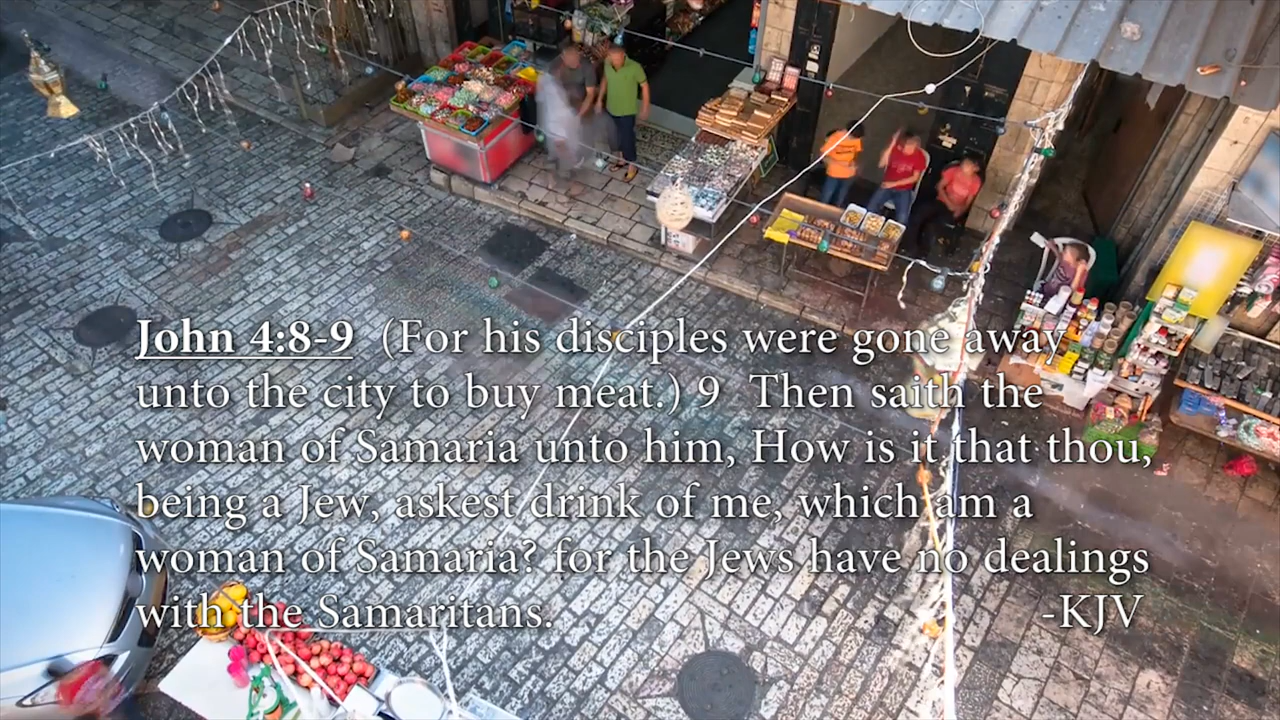 John 4:8-9 (For his disciples were gone away
unto the city to buy meat.) 9 Then saith the
woman of Samaria unto him, How is it that thou,
being a Jew, askest drink of me, which am a
woman of Samaria? for the Jews have no dealings
with the Samaritans. -KJV